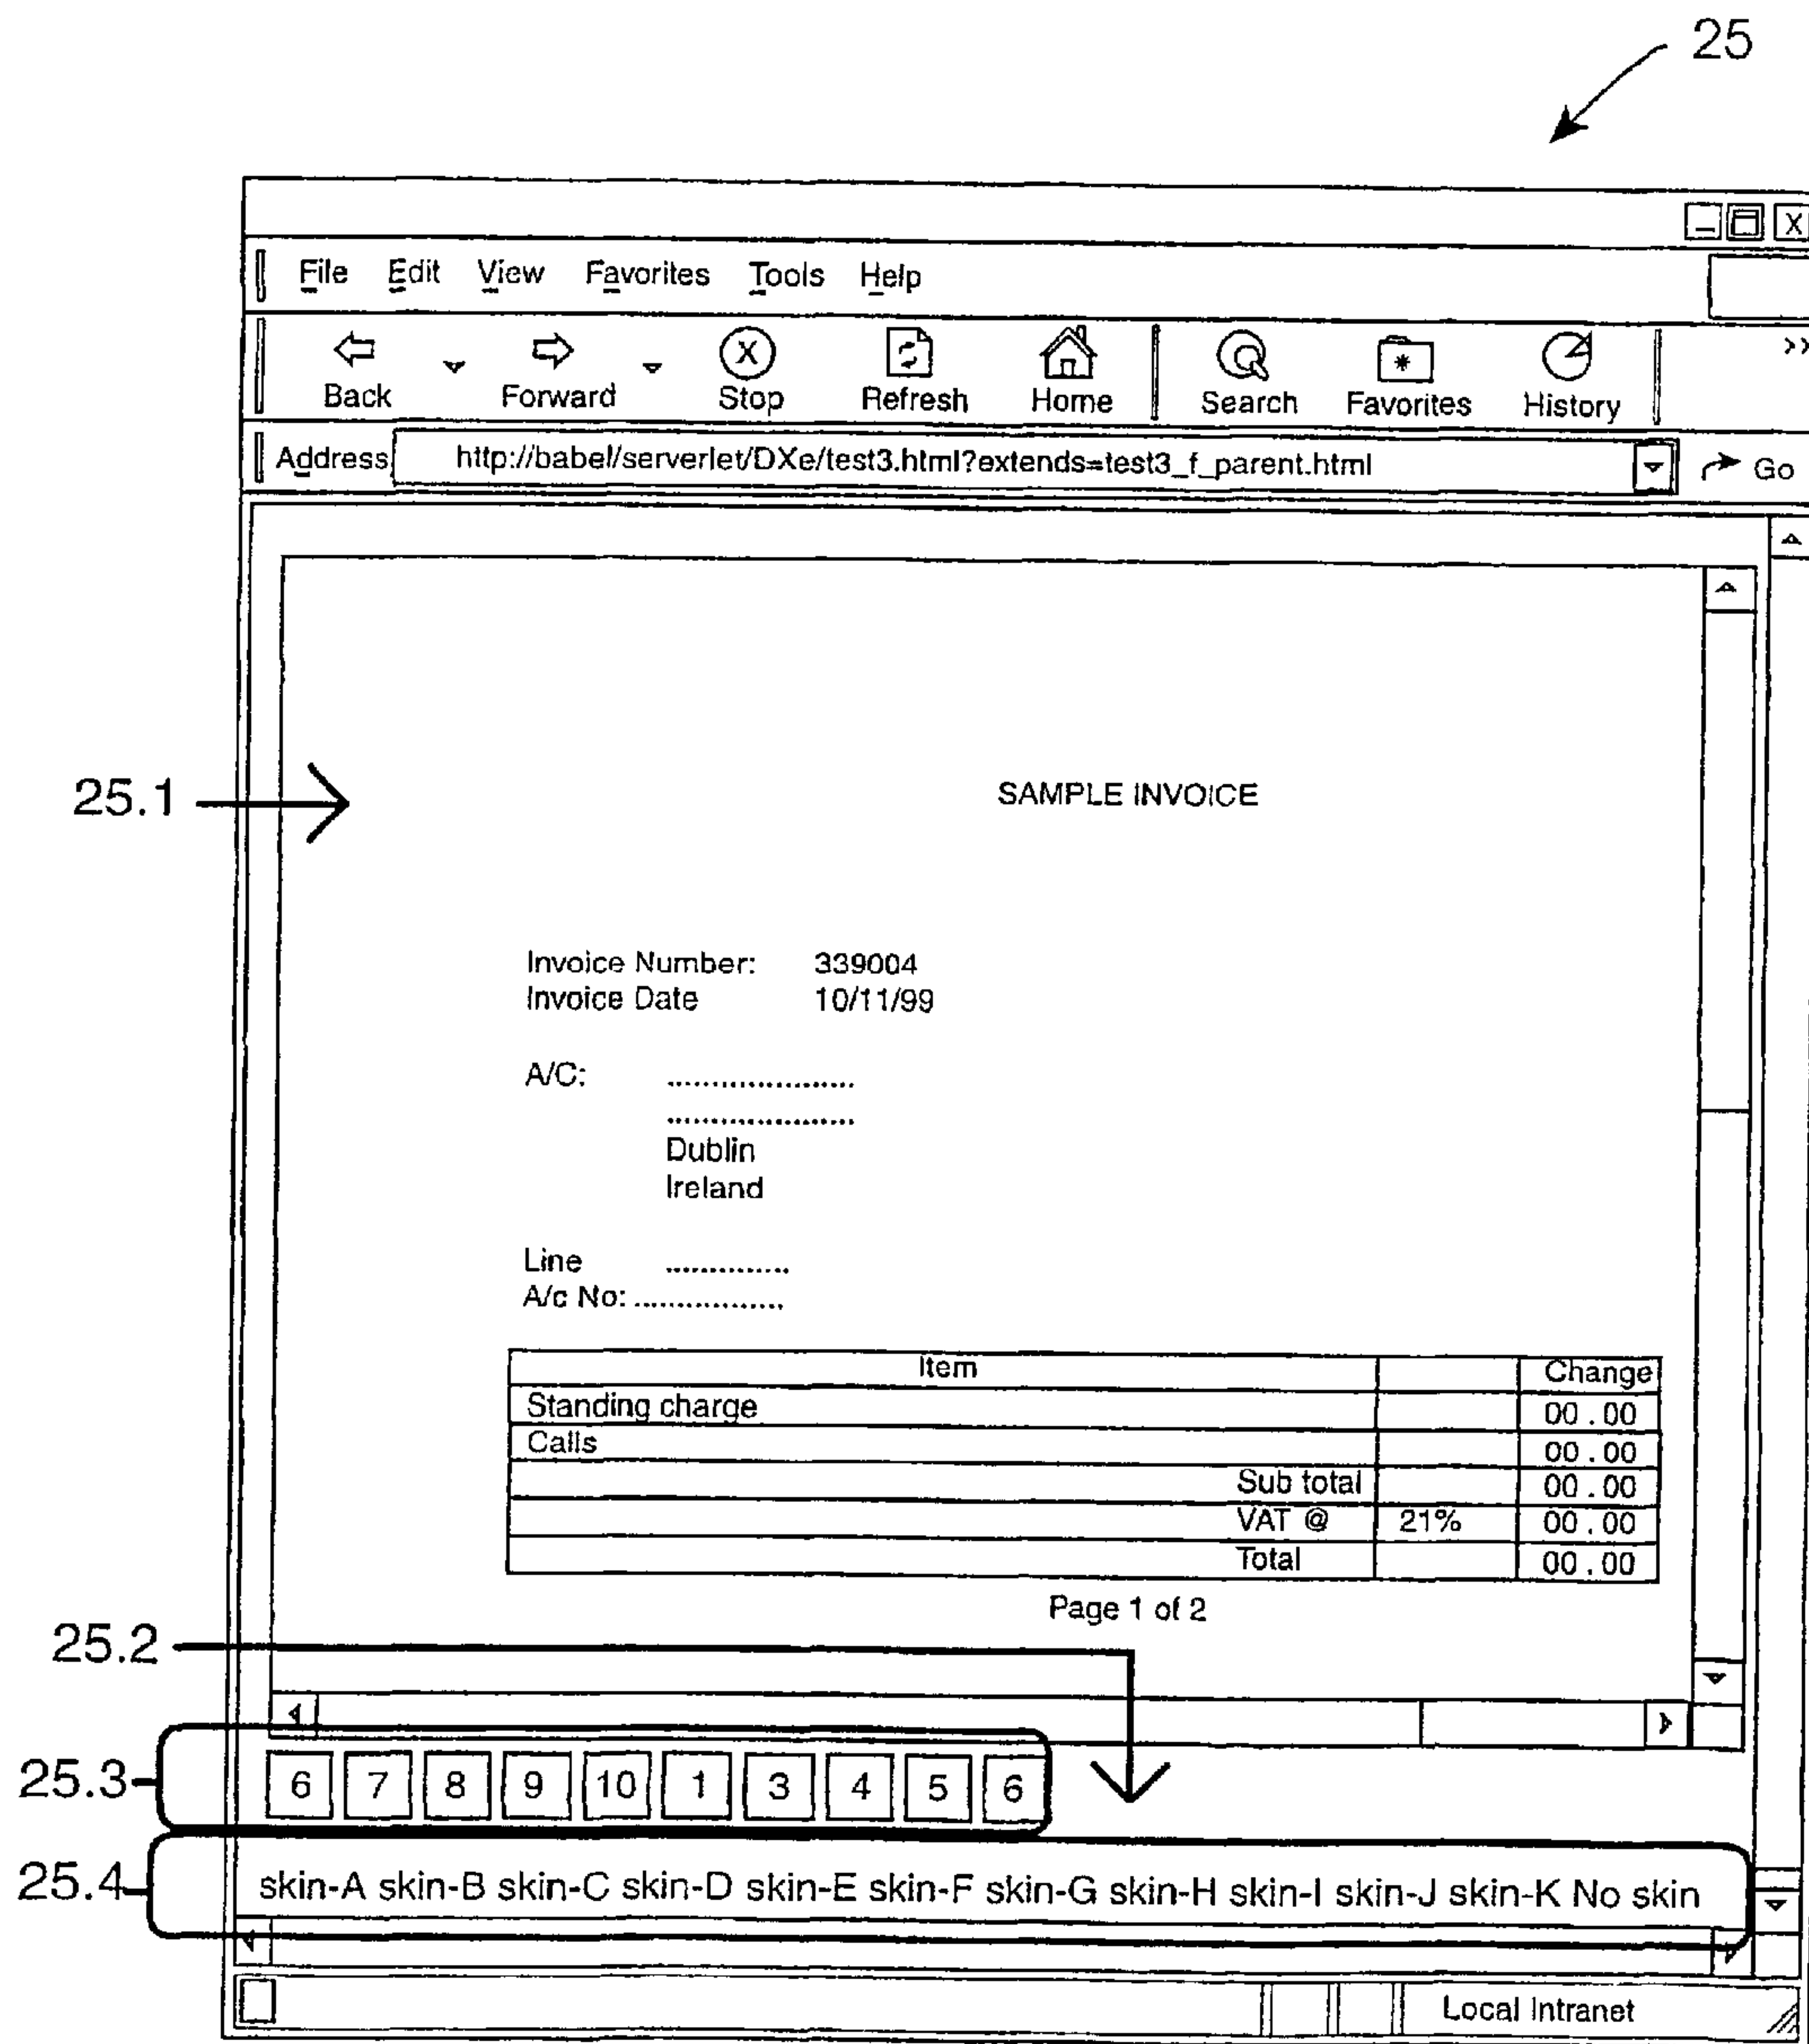 25
X
File Edit View Favorites Tools Help
X
Back Forward Stop Refresh Home Search Favorites History >>
Address http://babel/serverlet/DXe/test3.html?extends=test3_f_parent.html Go
25.1
SAMPLE INVOICE
Invoice Number: 339004
Invoice Date 10/11/99
A/C: ......................
......................
Dublin
Ireland
Line ...............
A/c No: ..................
Item Change
Standing charge 00.00
Calls 00.00
Sub total 00.00
VAT @ 21% 00.00
Total 00.00
Page 1 of 2
25.2
25.3
6 7 8 9 10 1 3 4 5 6
25.4
skin-A skin-B skin-C skin-D skin-E skin-F skin-G skin-H skin-I skin-J skin-K No skin
Local Intranet